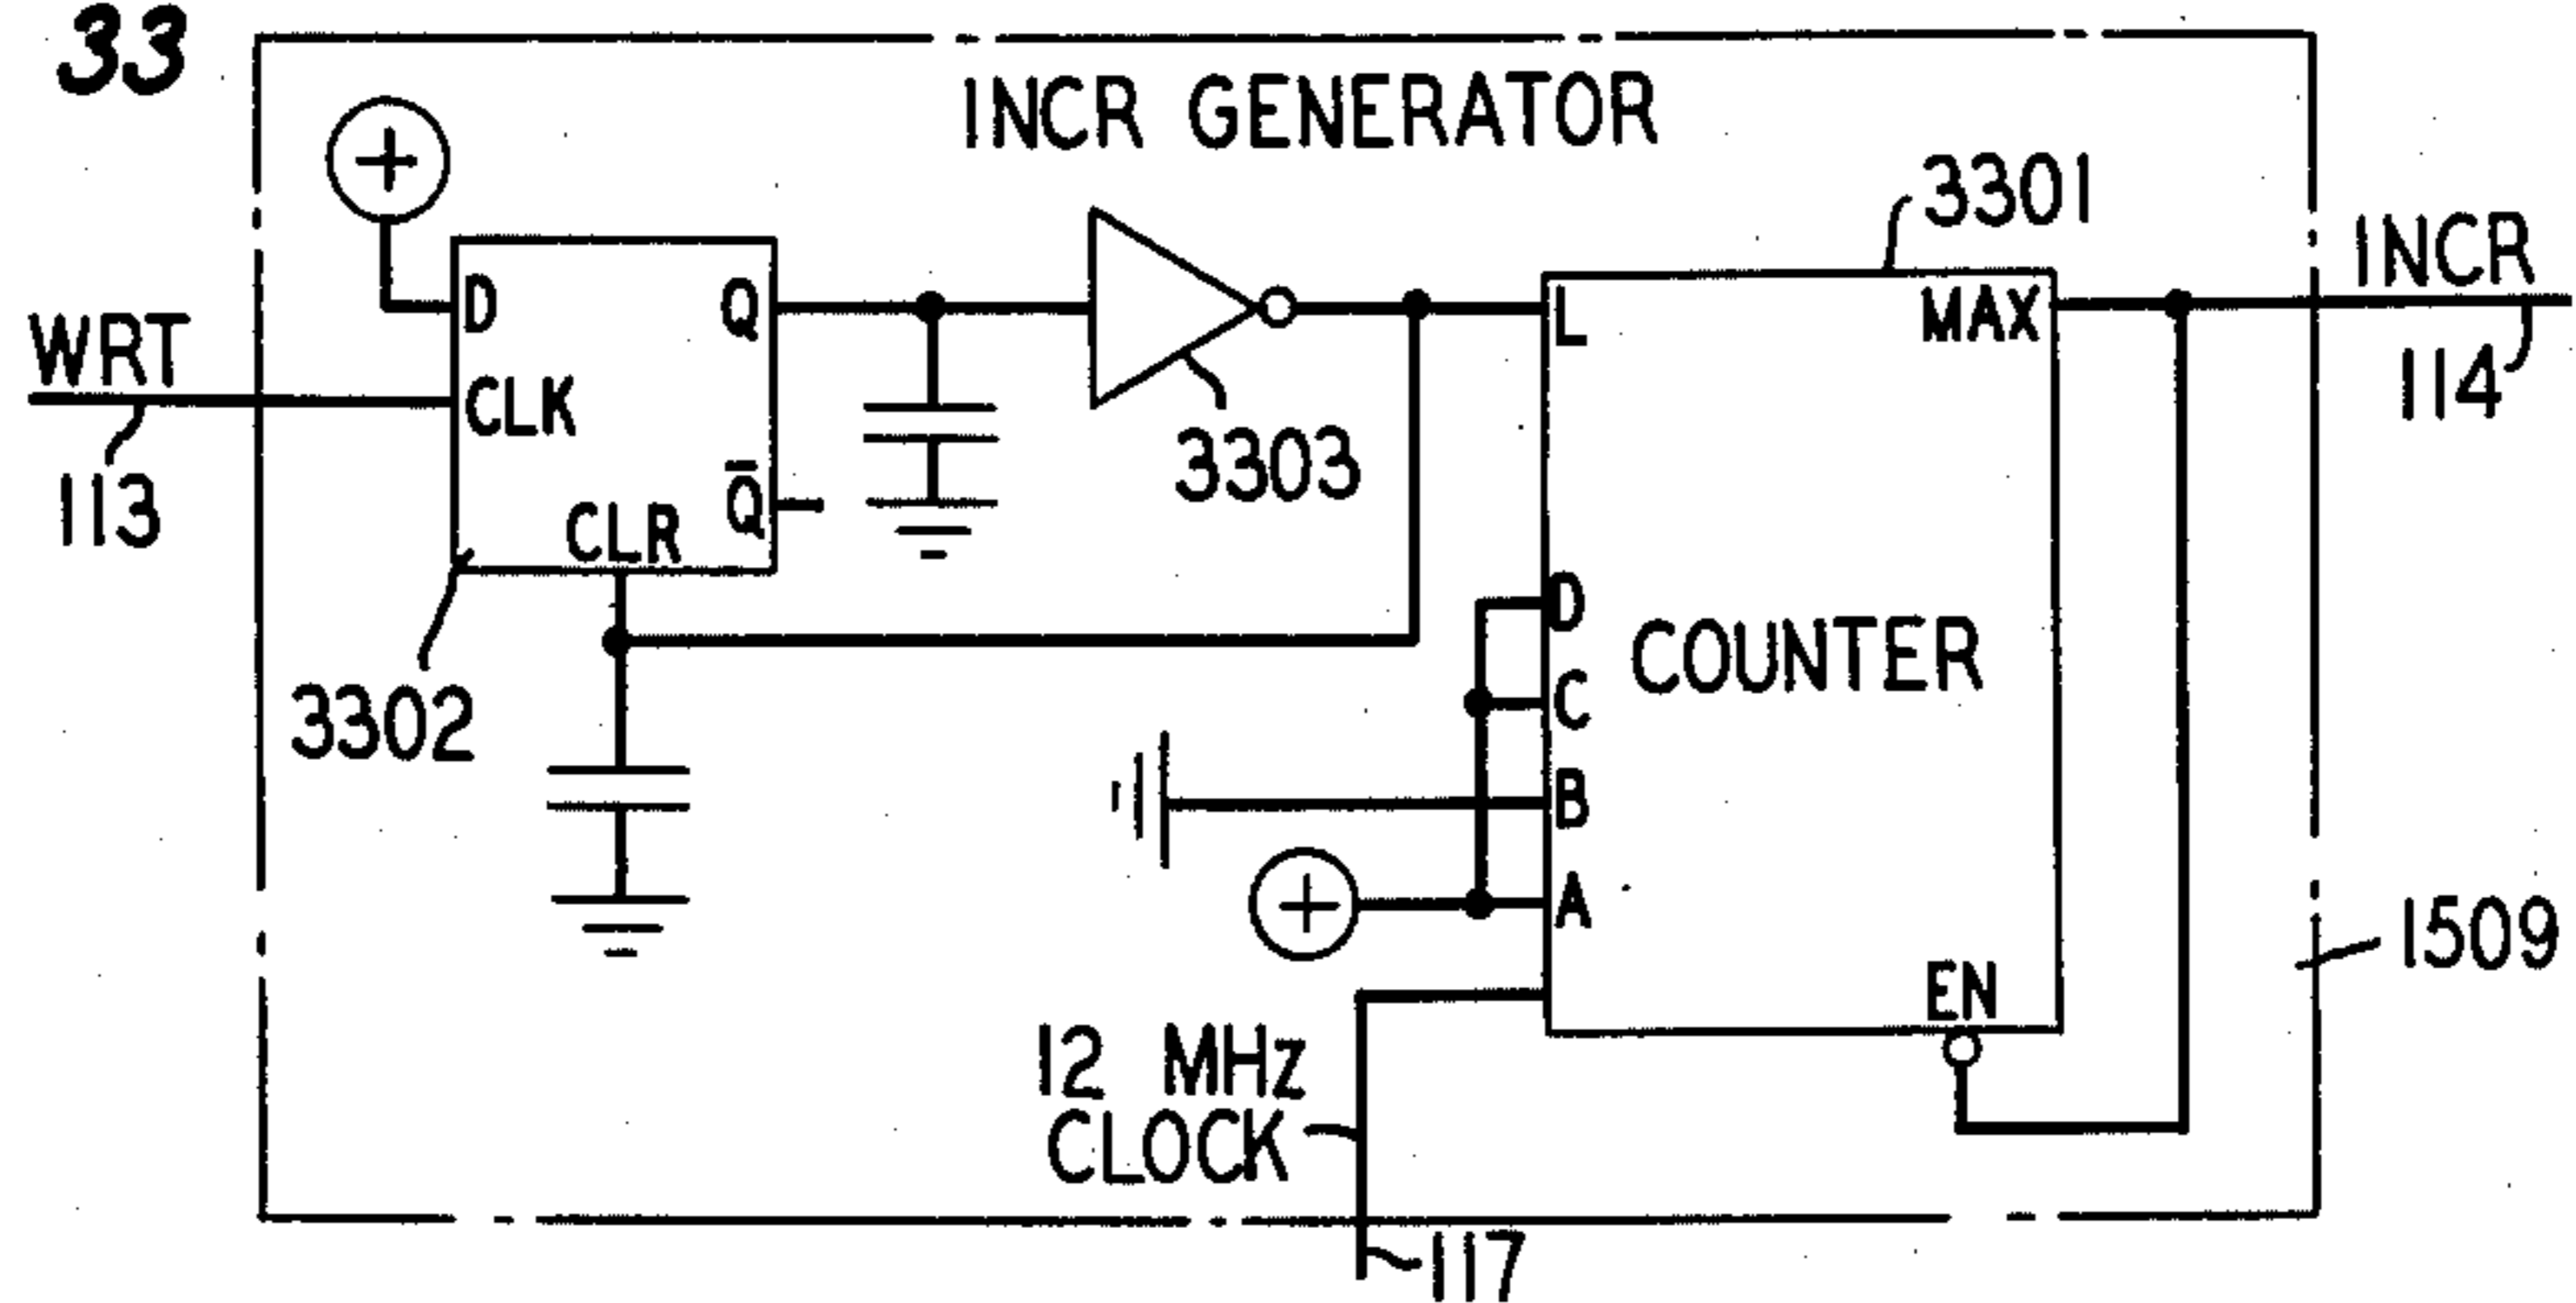 33
INCR GENERATOR
3301
INCR
114
WRT
113
D
CLK
Q
Q̅
CLR
3302
3303
L
MAX
D
C
B
A
COUNTER
EN
12 MHz
CLOCK
117
1509